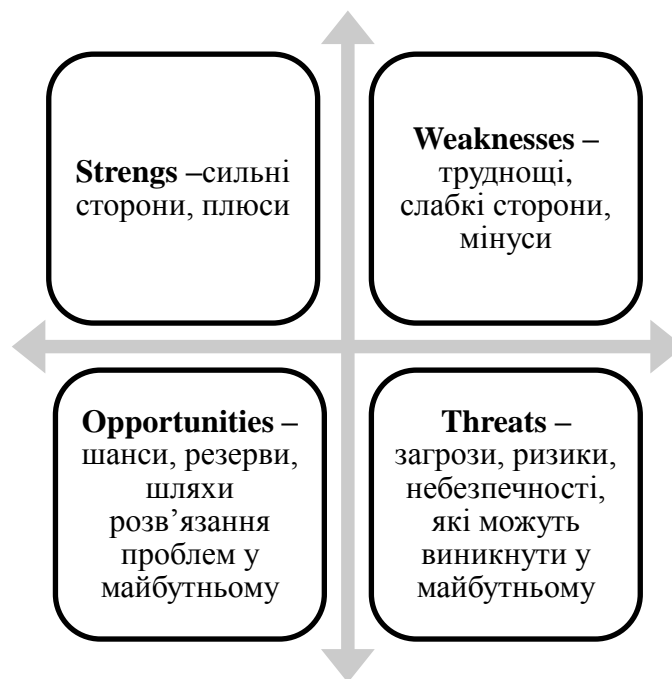 Strengs –сильні
сторони, плюси
Weaknesses –
труднощі,
слабкі сторони,
мінуси
Opportunities –
шанси, резерви,
шляхи
розв’язання
проблем у
майбутньому
Threats –
загрози, ризики,
небезпечності,
які можуть
виникнути у
майбутньому